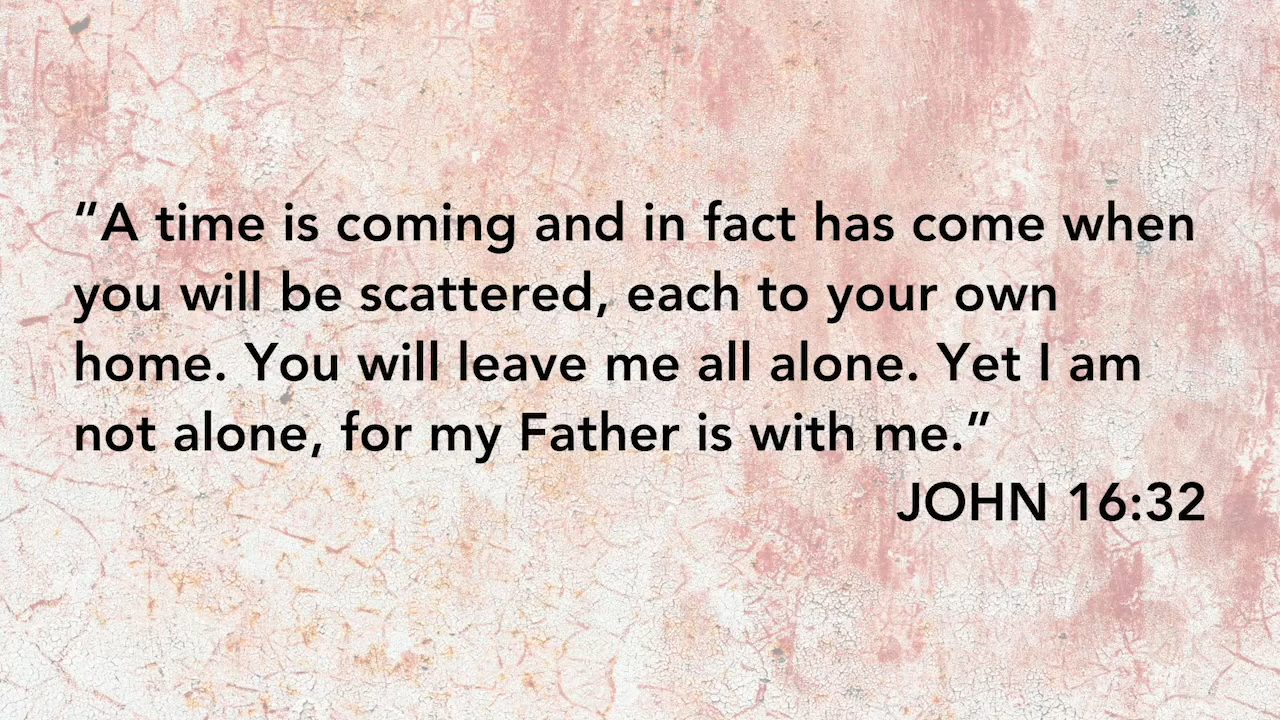 “A time is coming and in fact has come when
you will be scattered, each to your own
home. You will leave me all alone. Yet I am
not alone, for my Father is with me.”
JOHN 16:32